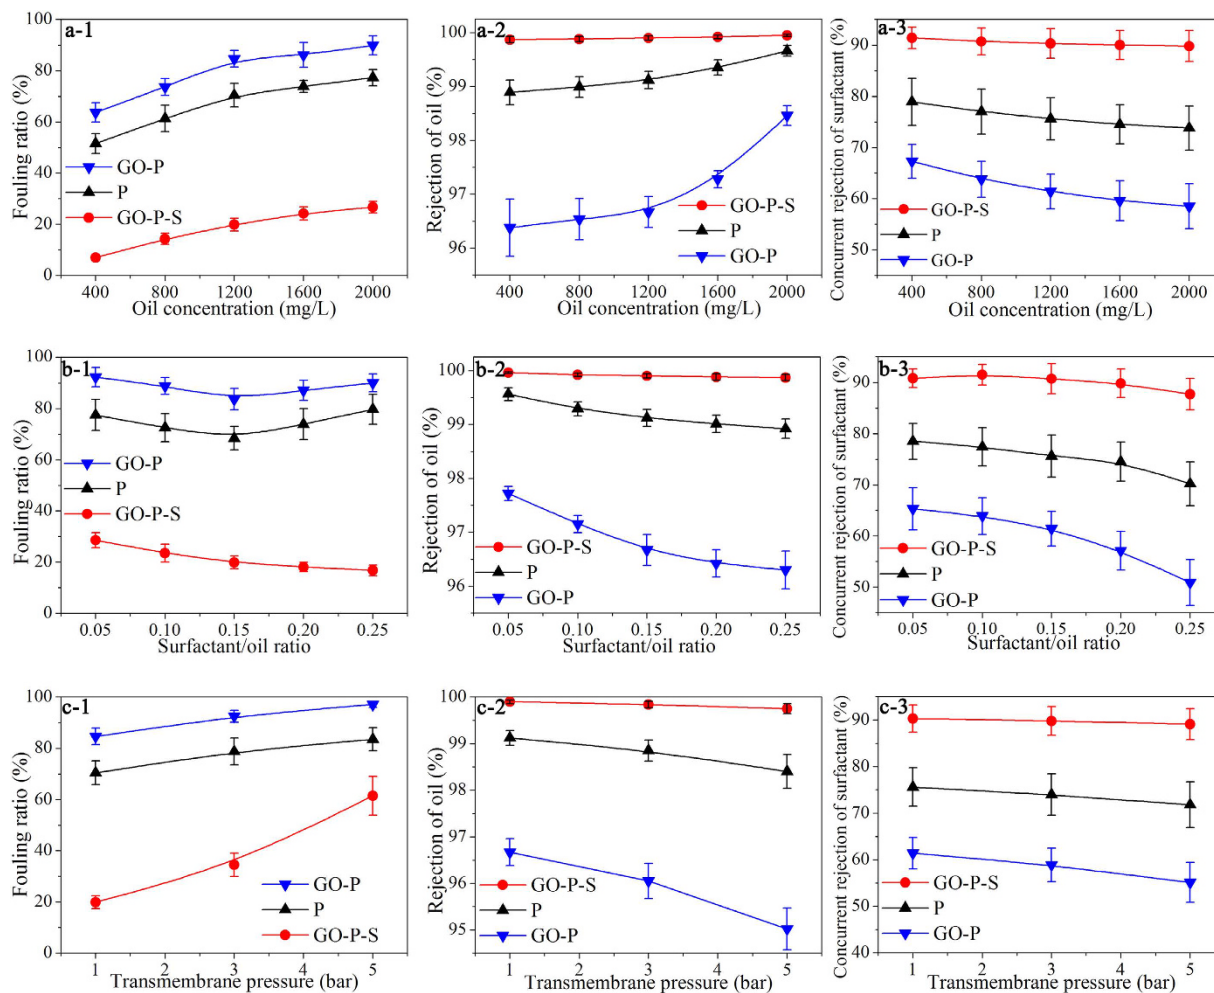 a-1
Fouling ratio (%)
100
80
60
40
20
0
GO-P
P
GO-P-S
400 800 1200 1600 2000
Oil concentration (mg/L)
a-2
Rejection of oil (%)
100
99
98
97
96
GO-P-S
P
GO-P
400 800 1200 1600 2000
Oil concentration (mg/L)
a-3
Concurrent rejection of surfactant (%)
90
80
70
60
50
GO-P-S
P
GO-P
400 800 1200 1600 2000
Oil concentration (mg/L)
b-1
Fouling ratio (%)
100
80
60
40
20
0
GO-P
P
GO-P-S
0.05 0.10 0.15 0.20 0.25
Surfactant/oil ratio
b-2
Rejection of oil (%)
100
99
98
97
96
GO-P-S
P
GO-P
0.05 0.10 0.15 0.20 0.25
Surfactant/oil ratio
b-3
Concurrent rejection of surfactant (%)
90
80
70
60
50
GO-P-S
P
GO-P
0.05 0.10 0.15 0.20 0.25
Surfactant/oil ratio
c-1
Fouling ratio (%)
100
80
60
40
20
0
GO-P
P
GO-P-S
1 2 3 4 5
Transmembrane pressure (bar)
c-2
Rejection of oil (%)
100
99
98
97
96
95
GO-P-S
P
GO-P
1 2 3 4 5
Transmembrane pressure (bar)
c-3
Concurrent rejection of surfactant (%)
90
80
70
60
50
40
GO-P-S
P
GO-P
1 2 3 4 5
Transmembrane pressure (bar)